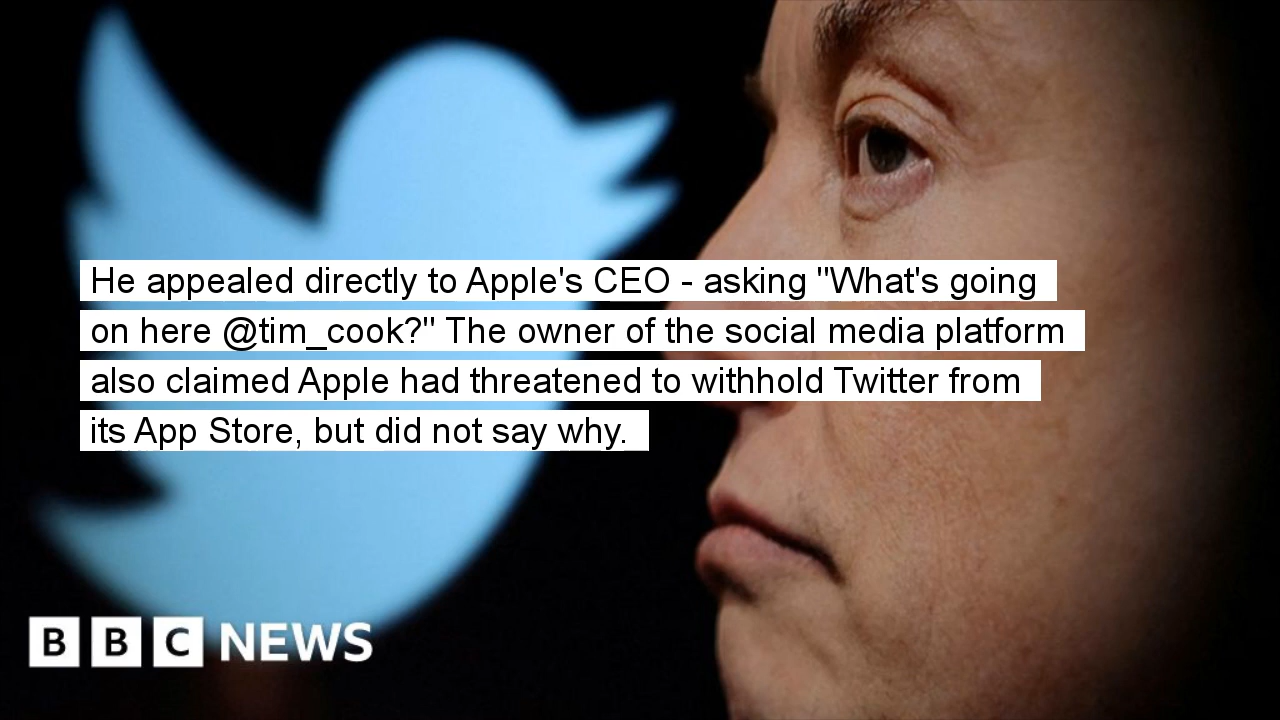 He appealed directly to Apple's CEO - asking "What's going
on here @tim_cook?" The owner of the social media platform
also claimed Apple had threatened to withhold Twitter from
its App Store, but did not say why.
BBC NEWS